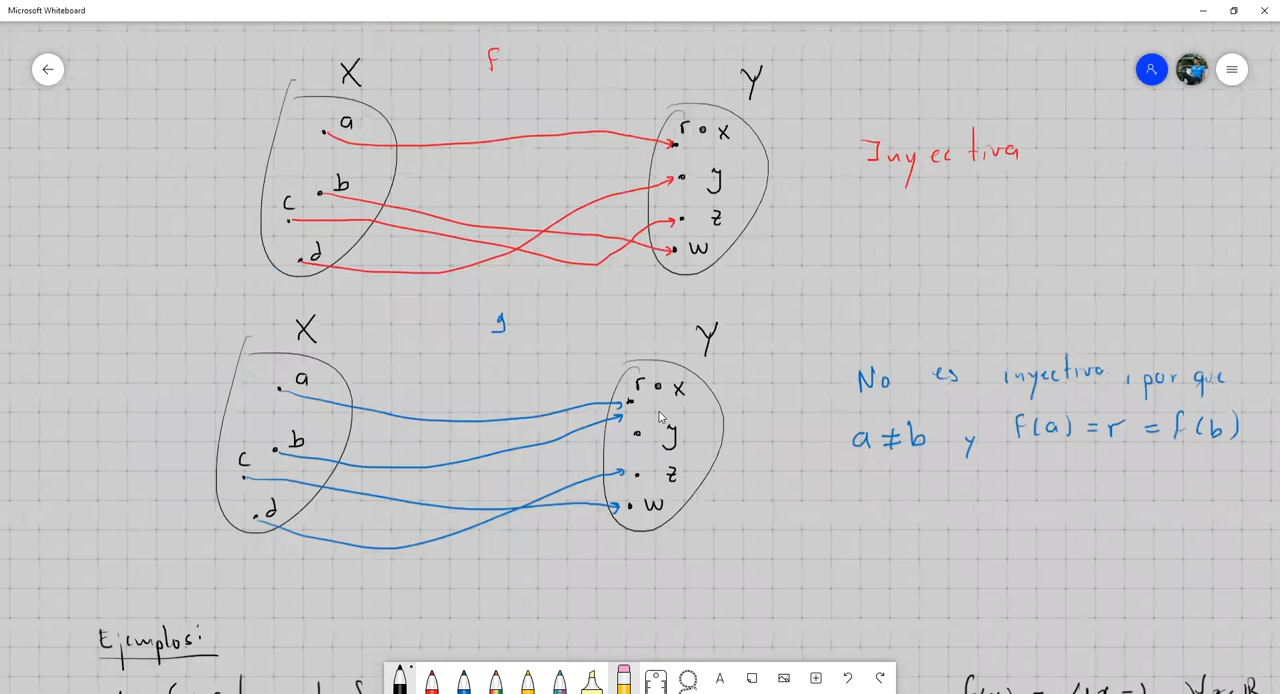 Microsoft Whiteboard
f
X
Y
a
r x
b
y
c
z
d
w
Inyectiva
g
X
Y
a
r x
b
y
c
z
d
w
No es inyectiva, por que
a ≠ b y f(a) = r = f(b)
Ejemplos: